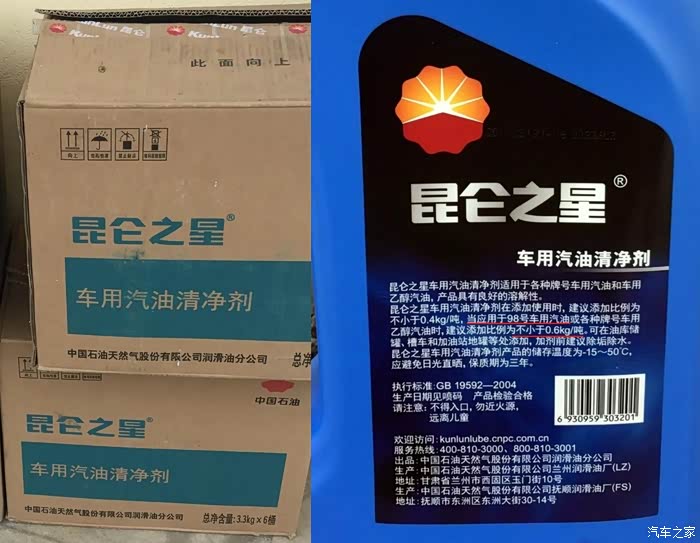 KunLun 昆仑
此面向上
昆仑之星®
车用汽油清净剂
中国石油天然气股份有限公司润滑油分公司
总净
中国石油
昆仑之星®
车用汽油清净剂
中国石油天然气股份有限公司润滑油分公司
总净含量:3.3kg×6桶
昆仑之星®
车用汽油清净剂
昆仑之星车用汽油清净剂适用于各种牌号车用汽油和车用
乙醇汽油,产品具有良好的溶解性。
昆仑之星车用汽油清净剂在添加使用时,建议添加比例为
不小于0.4kg/吨,当应用于98号车用汽油或各种牌号车用
乙醇汽油时,建议添加比例为不小于0.6kg/吨;可在油库储
罐、槽车和加油站地罐等处添加,加剂前建议除垢除水。
昆仑之星车用汽油清净剂产品的储存温度为-15~50℃,
应避免日光直晒,保质期为三年。
执行标准:GB 19592—2004
生产日期见喷码 产品检验合格
请注意: 不得入口,勿近火源,
远离儿童
6 930959 303201
欢迎访问: kunlunlube.cnpc.com.cn
服务热线: 400-810-3000、800-810-3001
出品: 中国石油天然气股份有限公司润滑油分公司
生产: 中国石油天然气股份有限公司兰州润滑油厂(LZ)
地址: 甘肃省兰州市西固区玉门街10号
生产: 中国石油天然气股份有限公司抚顺润滑油厂(FS)
地址: 抚顺市东洲区东洲大街30-14号
汽车之家